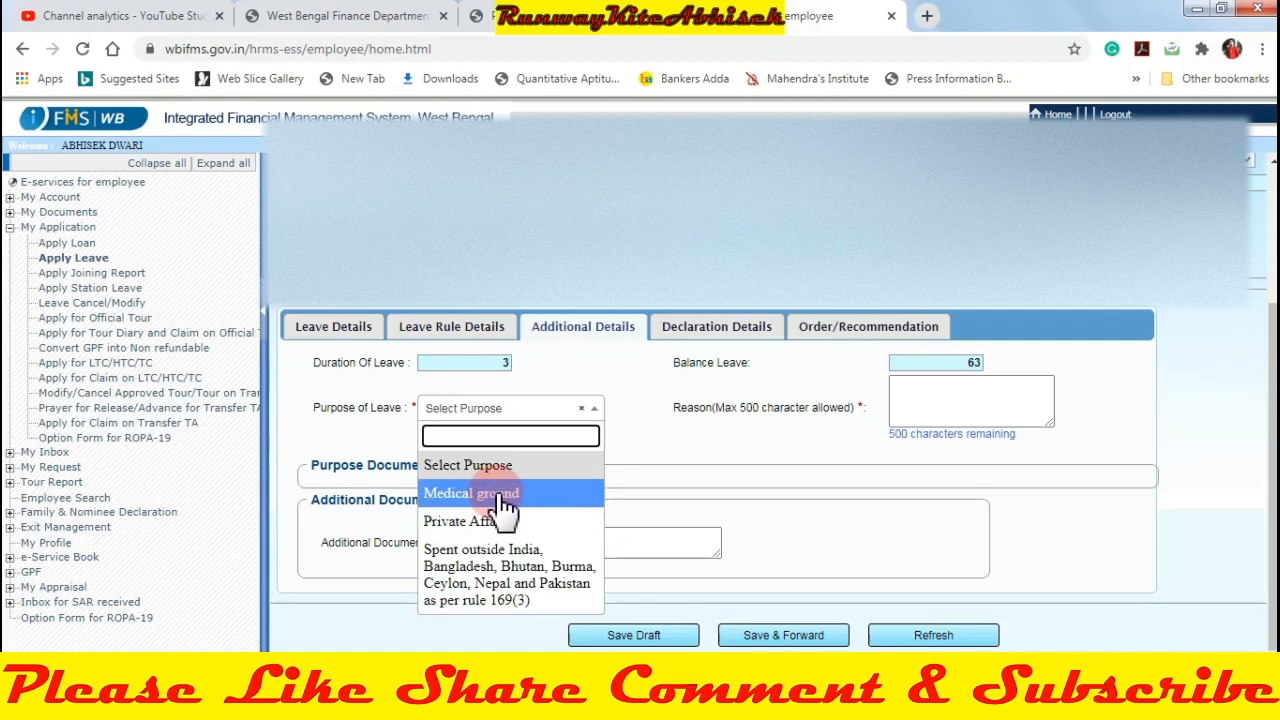 Channel analytics - YouTube Stu
West Bengal Finance Departmen
RunwayKiteAbhisek
employee
wbifms.gov.in/hrms-ess/employee/home.html
Apps
Suggested Sites
Web Slice Gallery
New Tab
Downloads
Quantitative Aptitu...
Bankers Adda
Mahendra's Institute
Press Information B...
»
Other bookmarks
iFMS|WB
Integrated Financial Management System, West Bengal
Home | | | Logout
Welcome : ABHISEK DWARI
Collapse all | Expand all
E-services for employee
My Account
My Documents
My Application
Apply Loan
Apply Leave
Apply Joining Report
Apply Station Leave
Leave Cancel/Modify
Apply for Official Tour
Apply for Tour Diary and Claim on Official T
Convert GPF into Non refundable
Apply for LTC/HTC/TC
Apply for Claim on LTC/HTC/TC
Modify/Cancel Approved Tour/Tour on Tran
Prayer for Release/Advance for Transfer TA
Apply for Claim on Transfer TA
Option Form for ROPA-19
My Inbox
My Request
Tour Report
Employee Search
Family & Nominee Declaration
Exit Management
My Profile
e-Service Book
GPF
My Appraisal
Inbox for SAR received
Option Form for ROPA-19
Leave Details
Leave Rule Details
Additional Details
Declaration Details
Order/Recommendation
Duration Of Leave : 3
Balance Leave: 63
Purpose of Leave : * Select Purpose ×
Reason(Max 500 character allowed) *:
500 characters remaining
Select Purpose
Medical ground
Private Affa
Spent outside India,
Bangladesh, Bhutan, Burma,
Ceylon, Nepal and Pakistan
as per rule 169(3)
Purpose Docume
Additional Docum
Additional Documen
Save Draft
Save & Forward
Refresh
Please Like Share Comment & Subscribe